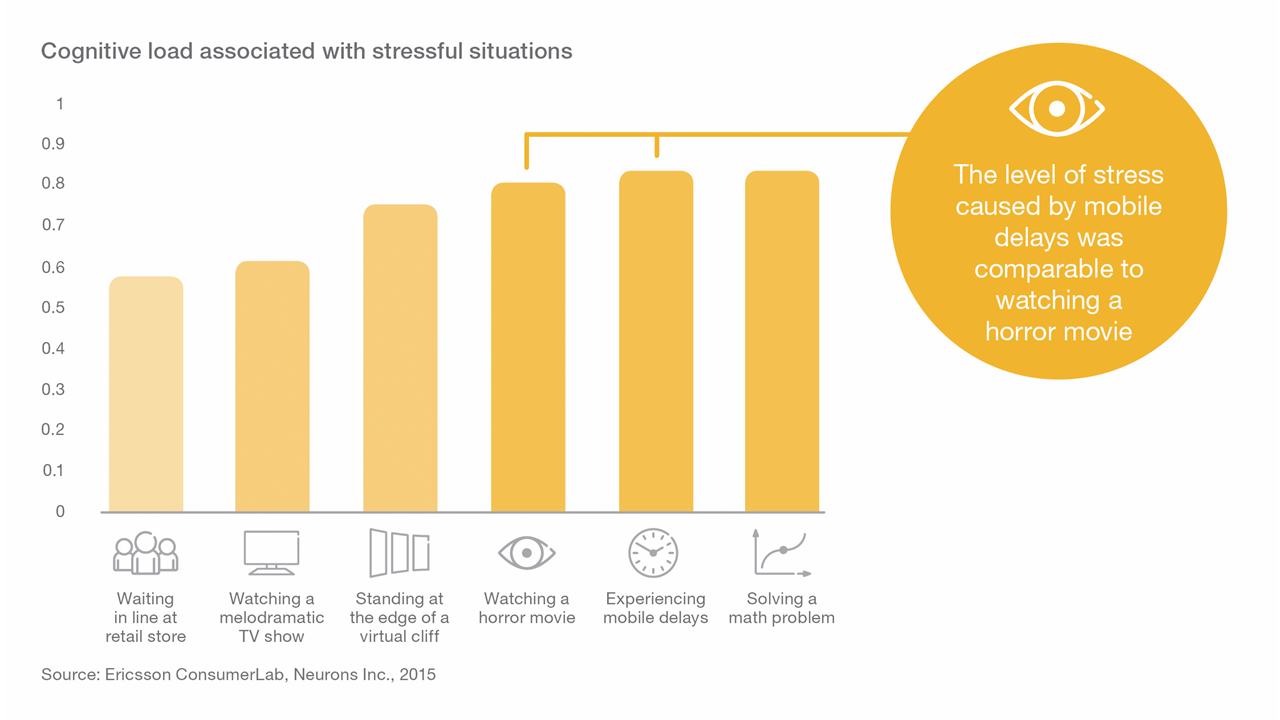 Cognitive load associated with stressful situations
1
0.9
0.8
0.7
0.6
0.5
0.4
0.3
0.2
0.1
0
The level of stress
caused by mobile
delays was
comparable to
watching a
horror movie
Waiting
in line at
retail store
Watching a
melodramatic
TV show
Standing at
the edge of a
virtual cliff
Watching a
horror movie
Experiencing
mobile delays
Solving a
math problem
Source: Ericsson ConsumerLab, Neurons Inc., 2015